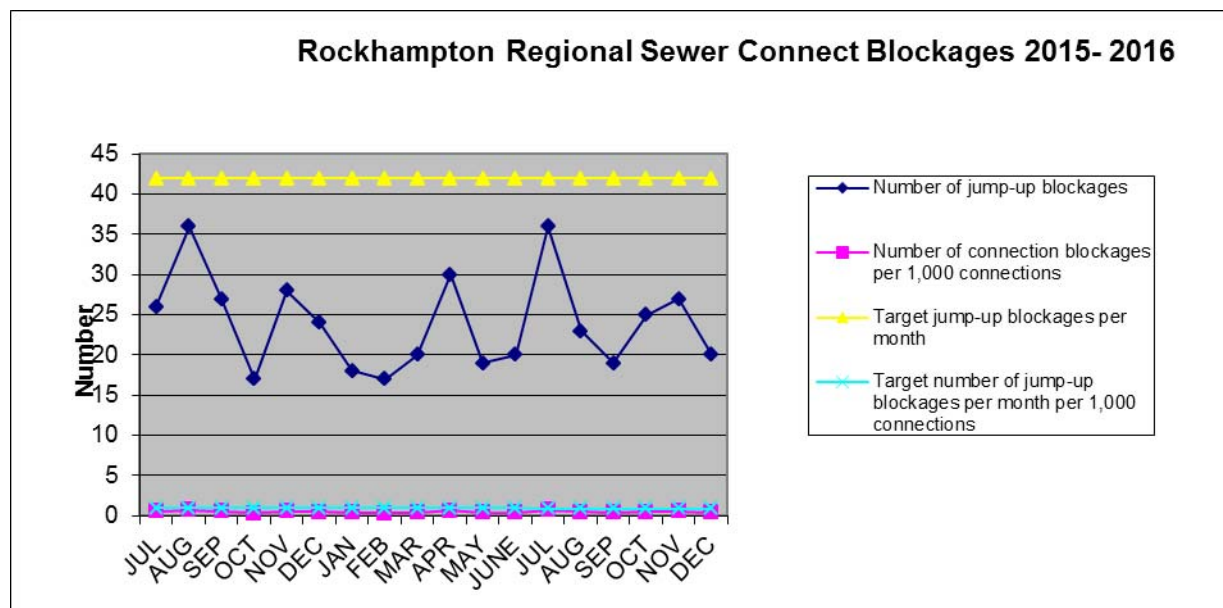 Rockhampton Regional Sewer Connect Blockages 2015- 2016
Number
45
40
35
30
25
20
15
10
5
0
JUL
AUG
SEP
OCT
NOV
DEC
JAN
FEB
MAR
APR
MAY
JUNE
JUL
AUG
SEP
OCT
NOV
DEC
Number of jump-up blockages
Number of connection blockages
per 1,000 connections
Target jump-up blockages per
month
Target number of jump-up
blockages per month per 1,000
connections